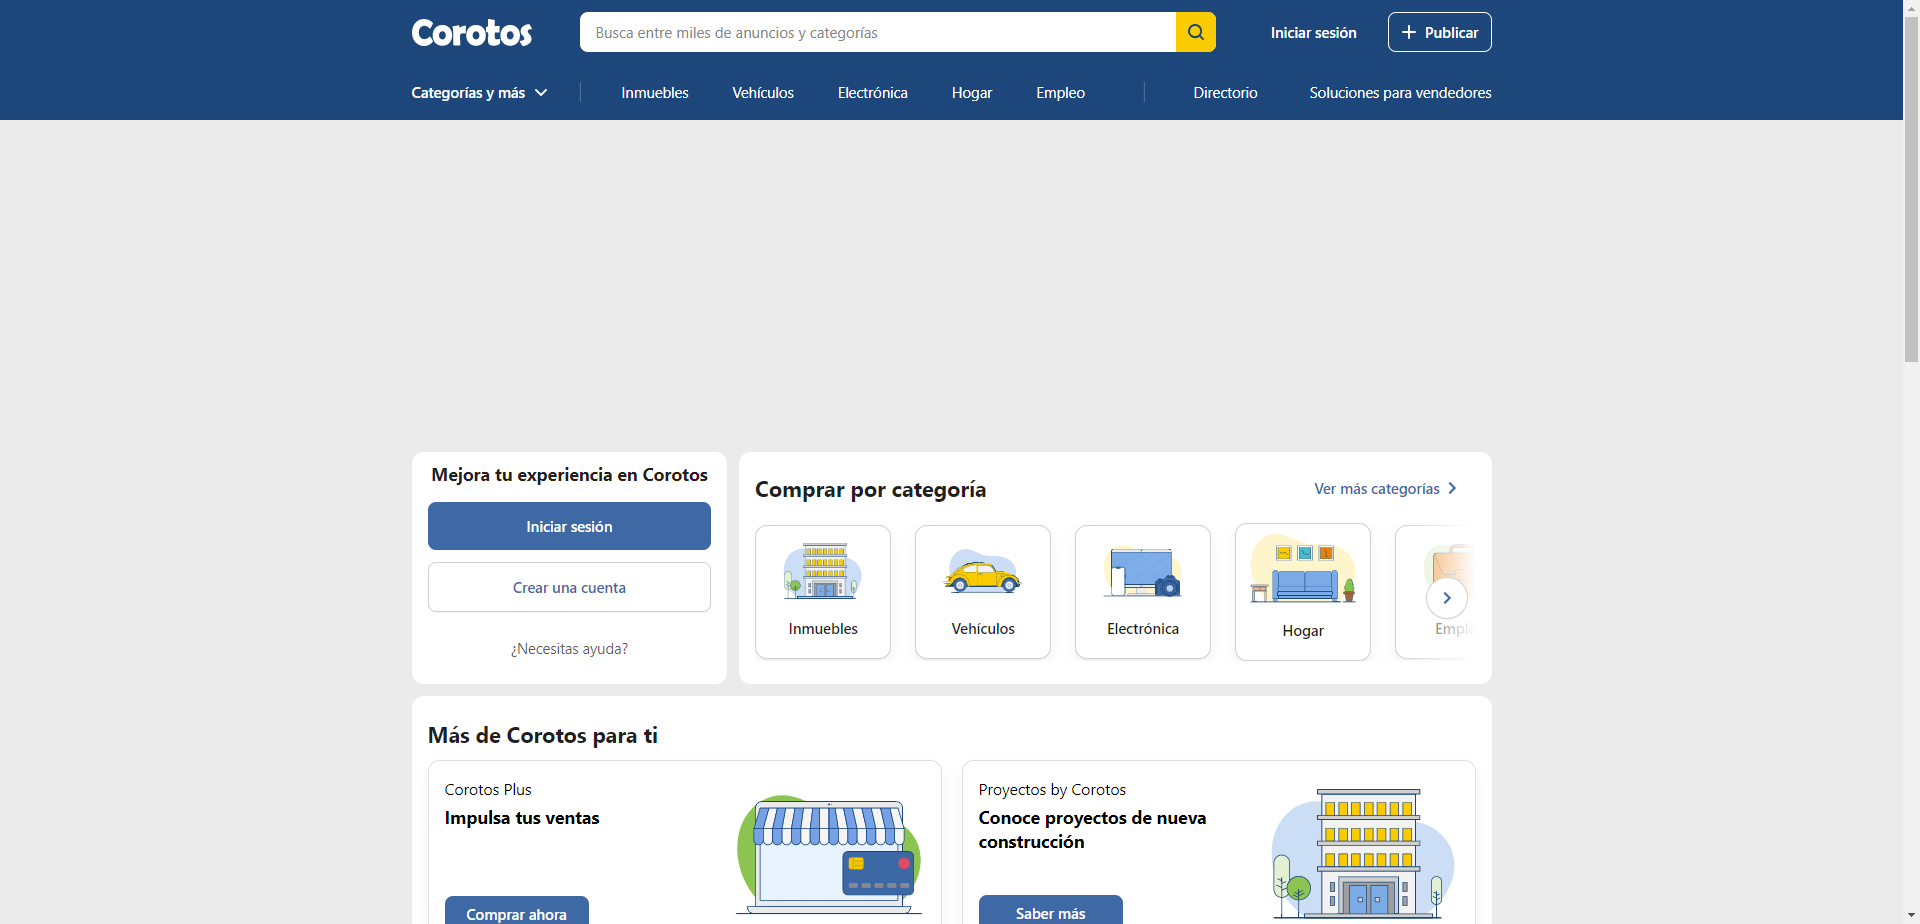 Corotos
Busca entre miles de anuncios y categorías
Iniciar sesión
Publicar
Categorías y más
Inmuebles
Vehículos
Electrónica
Hogar
Empleo
Directorio
Soluciones para vendedores
Mejora tu experiencia en Corotos
Iniciar sesión
Crear una cuenta
¿Necesitas ayuda?
Comprar por categoría
Ver más categorías
Inmuebles
Vehículos
Electrónica
Hogar
Emple
Más de Corotos para ti
Corotos Plus
Impulsa tus ventas
Comprar ahora
Proyectos by Corotos
Conoce proyectos de nueva
construcción
Saber más